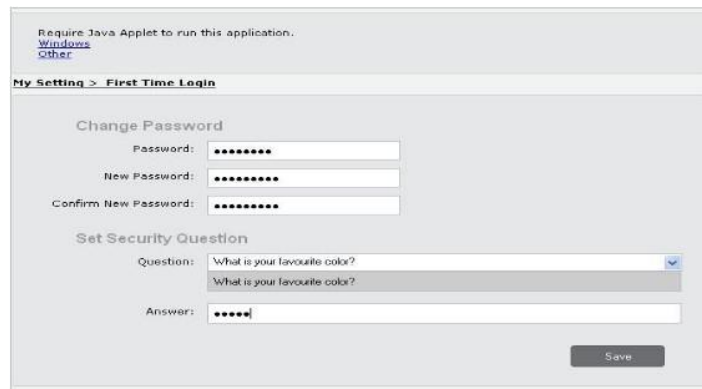 Require Java Applet to run this application.
Windows
Other
My Setting > First Time Login
Change Password
Password: ••••••••
New Password: •••••••••
Confirm New Password: •••••••••
Set Security Question
Question: What is your favourite color?
What is your favourite color?
Answer: •••••
Save